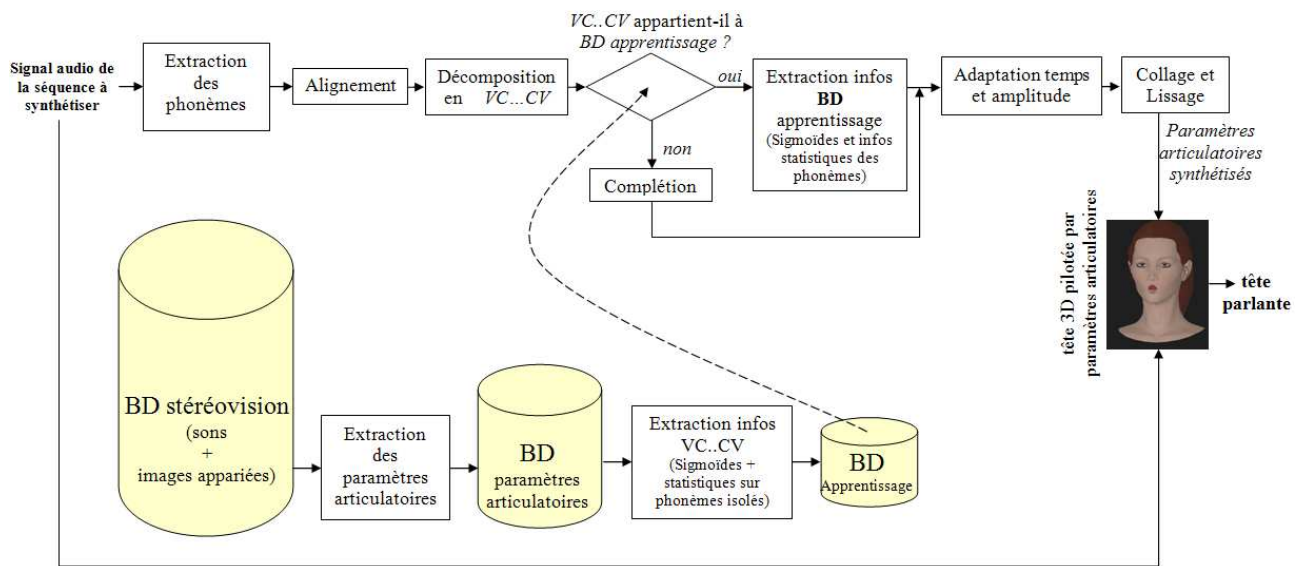 VC..CV appartient-il à
BD apprentissage ?
Signal audio de
la séquence à
synthétiser
Extraction
des
phonèmes
Alignement
Décomposition
en VC...CV
oui
non
Complétion
Extraction infos
BD
apprentissage
(Sigmoïdes et infos
statistiques des
phonèmes)
Adaptation temps
et amplitude
Collage et
Lissage
Paramètres
articulatoires
synthétisés
tête 3D pilotée par
paramètres articulatoires
tête
parlante
BD stéréovision
(sons
+
images appariées)
Extraction
des
paramètres
articulatoires
BD
paramètres
articulatoires
Extraction infos
VC..CV
(Sigmoïdes +
statistiques sur
phonèmes isolés)
BD
Apprentissage